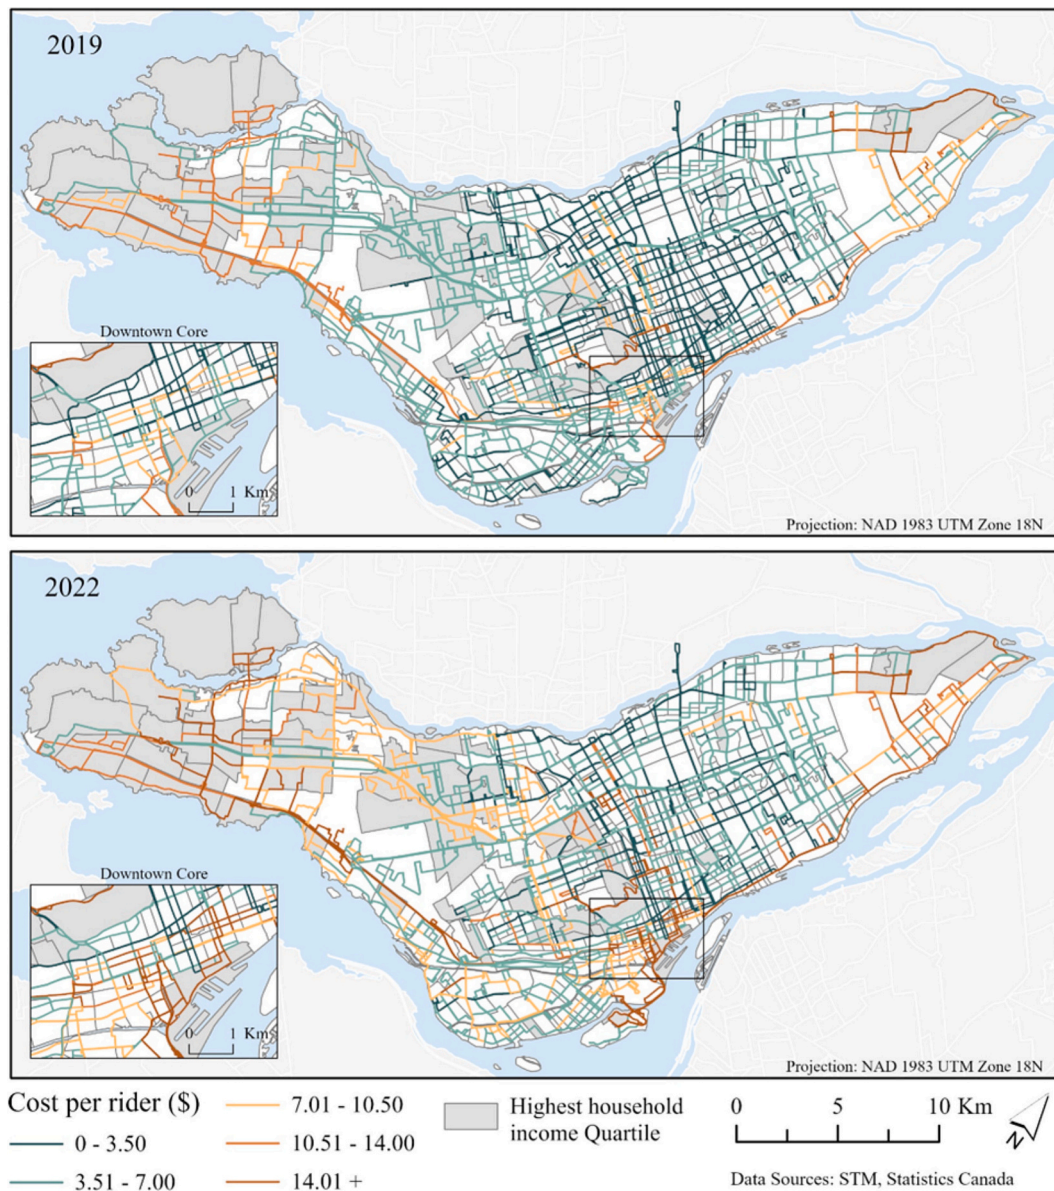 2019
Downtown Core
0 1 Km
Projection: NAD 1983 UTM Zone 18N
2022
Downtown Core
0 1 Km
Projection: NAD 1983 UTM Zone 18N
Cost per rider ($)
0 - 3.50
3.51 - 7.00
7.01 - 10.50
10.51 - 14.00
14.01 +
Highest household
income Quartile
0 5 10 Km
N
Data Sources: STM, Statistics Canada